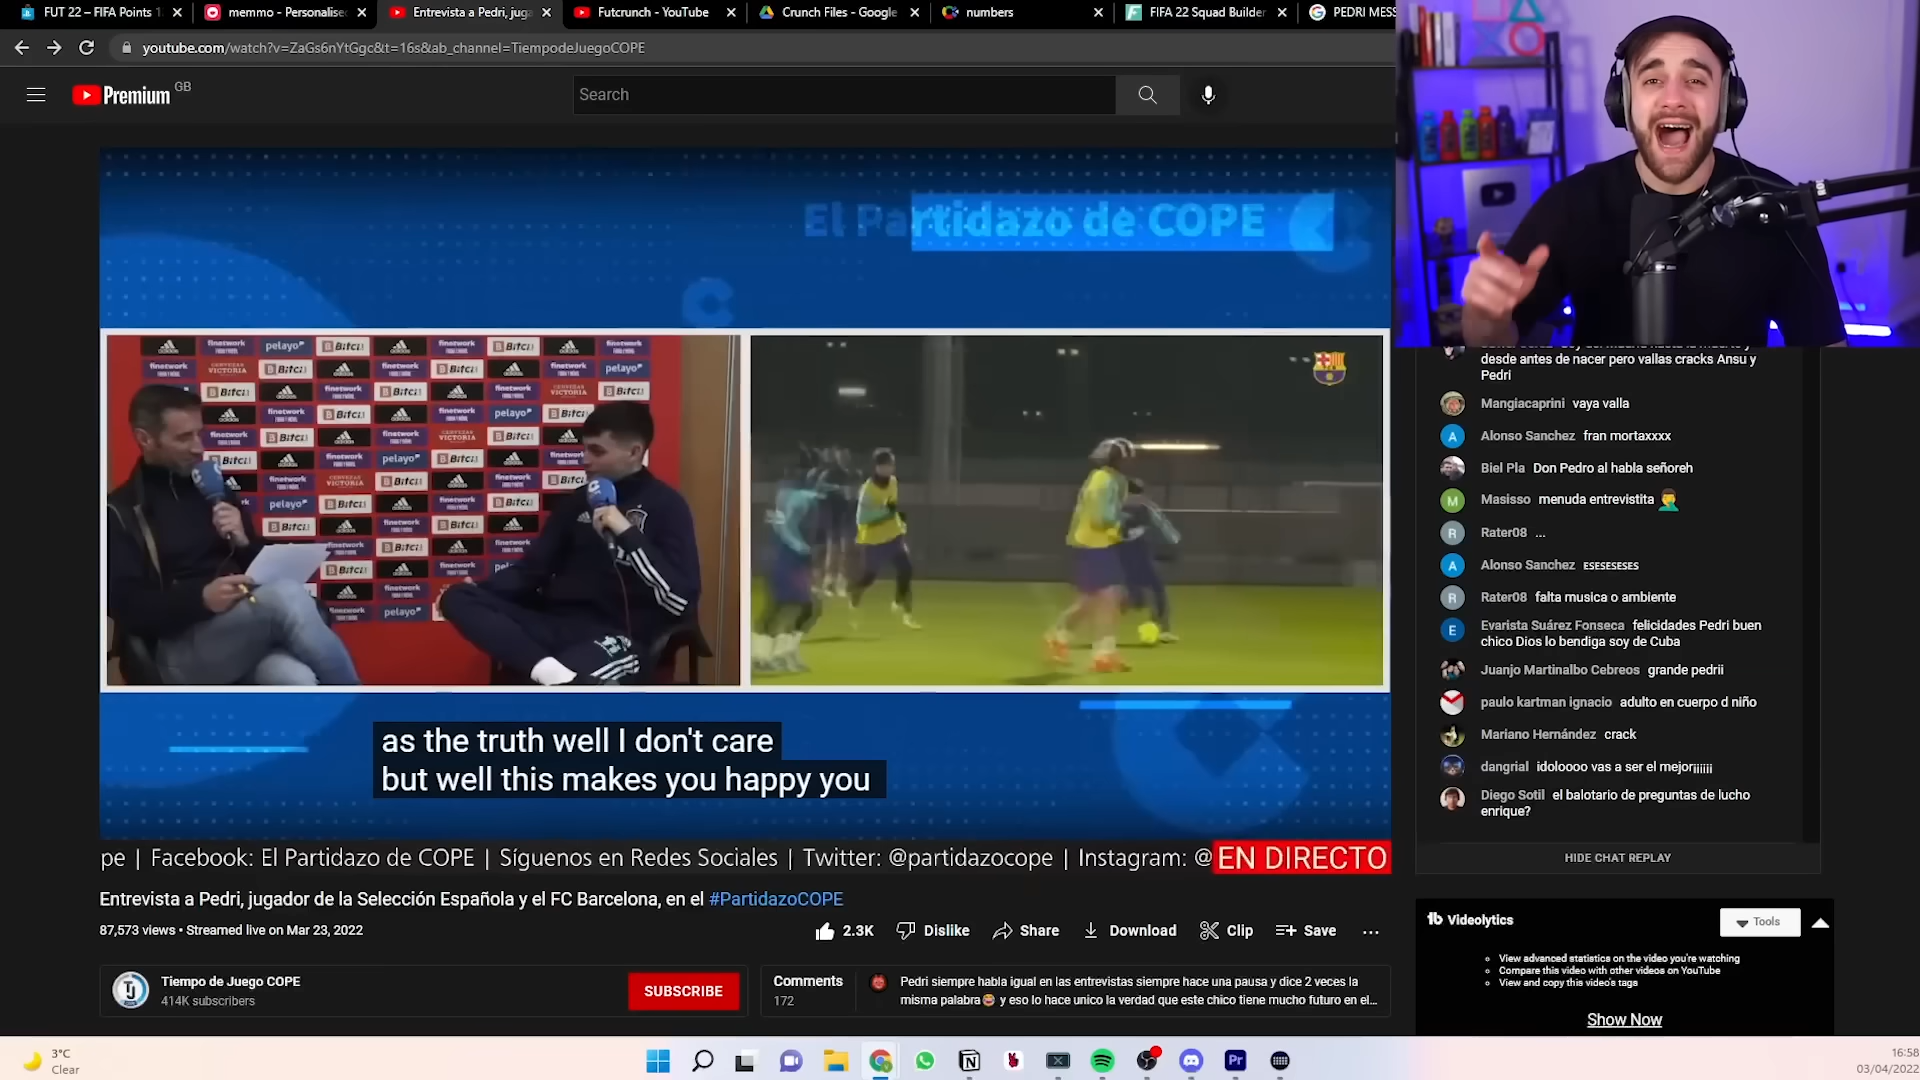 FUT 22 – FIFA Points 1
memmo - Personalised
Entrevista a Pedri, juga
Futcrunch - YouTube
Crunch Files - Google
numbers
FIFA 22 Squad Builder
PEDRI MESS
youtube.com/watch?v=ZaGs6nYtGgc&t=16s&ab_channel=TiempodeJuegoCOPE
Premium GB
Search
El Partidazo de COPE
as the truth well I don't care
but well this makes you happy you
pe | Facebook: El Partidazo de COPE | Síguenos en Redes Sociales | Twitter: @partidazocope | Instagram: @
EN DIRECTO
Entrevista a Pedri, jugador de la Selección Española y el FC Barcelona, en el #PartidazoCOPE
87,573 views • Streamed live on Mar 23, 2022
2.3K
Dislike
Share
Download
Clip
Save
Tiempo de Juego COPE
414K subscribers
SUBSCRIBE
Comments
172
Pedri siempre habla igual en las entrevistas siempre hace una pausa y dice 2 veces la
misma palabra😂 y eso lo hace unico la verdad que este chico tiene mucho futuro en el...
desde antes de nacer pero vallas cracks Ansu y
Pedri
Mangiacaprini vaya valla
Alonso Sanchez fran mortaxxxx
Biel Pla Don Pedro al habla señoreh
Masisso menuda entrevistita 🤦
Rater08 ...
Alonso Sanchez ᴇsᴇsᴇsᴇsᴇs
Rater08 falta musica o ambiente
Evarista Suárez Fonseca felicidades Pedri buen
chico Dios lo bendiga soy de Cuba
Juanjo Martinalbo Cebreos grande pedrii
paulo kartman ignacio adulto en cuerpo d niño
Mariano Hernández crack
dangrial idoloooo vas a ser el mejor¡¡¡¡¡¡
Diego Sotil el balotario de preguntas de lucho
enrique?
HIDE CHAT REPLAY
Videolytics
Tools
View advanced statistics on the video you're watching
Compare this video with other videos on YouTube
View and copy this video's tags
Show Now
3°C
Clear
16:58
03/04/2022